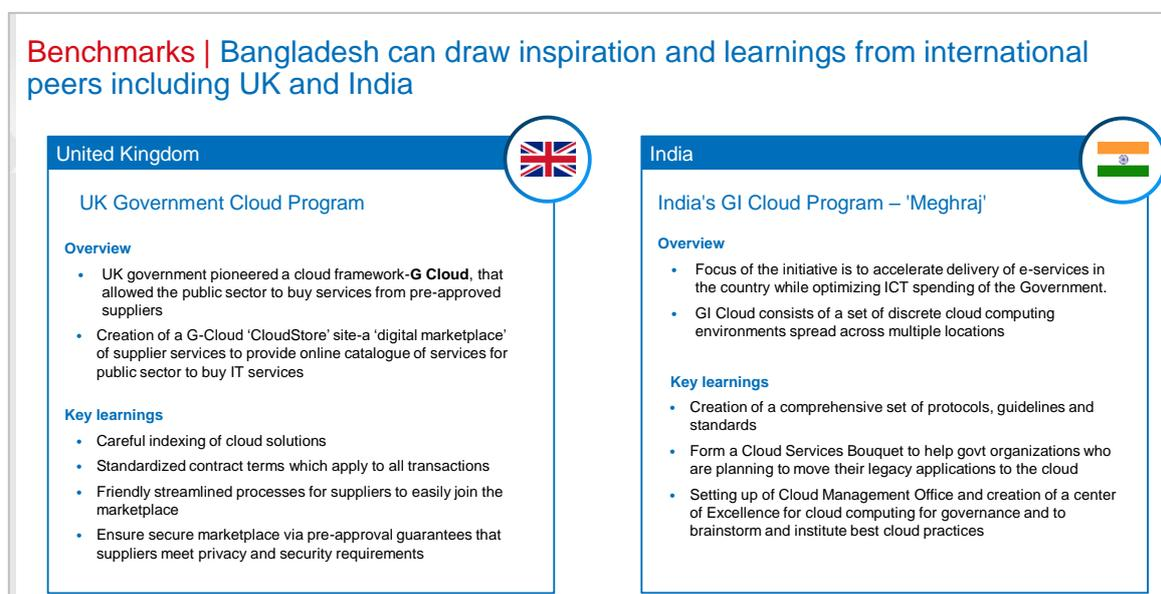 Benchmarks | Bangladesh can draw inspiration and learnings from international
peers including UK and India
United Kingdom
UK Government Cloud Program
Overview
• UK government pioneered a cloud framework-G Cloud, that
allowed the public sector to buy services from pre-approved
suppliers
• Creation of a G-Cloud ‘CloudStore’ site-a ‘digital marketplace’
of supplier services to provide online catalogue of services for
public sector to buy IT services
Key learnings
• Careful indexing of cloud solutions
• Standardized contract terms which apply to all transactions
• Friendly streamlined processes for suppliers to easily join the
marketplace
• Ensure secure marketplace via pre-approval guarantees that
suppliers meet privacy and security requirements
India
India's GI Cloud Program – 'Meghraj'
Overview
• Focus of the initiative is to accelerate delivery of e-services in
the country while optimizing ICT spending of the Government.
• GI Cloud consists of a set of discrete cloud computing
environments spread across multiple locations
Key learnings
• Creation of a comprehensive set of protocols, guidelines and
standards
• Form a Cloud Services Bouquet to help govt organizations who
are planning to move their legacy applications to the cloud
• Setting up of Cloud Management Office and creation of a center
of Excellence for cloud computing for governance and to
brainstorm and institute best cloud practices